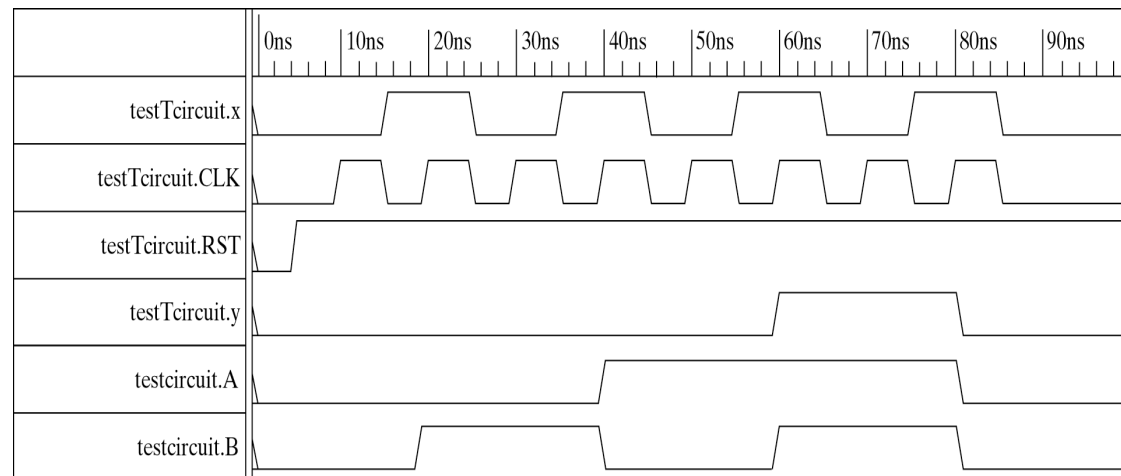 0ns 10ns 20ns 30ns 40ns 50ns 60ns 70ns 80ns 90ns
testTcircuit.x
testTcircuit.CLK
testTcircuit.RST
testTcircuit.y
testcircuit.A
testcircuit.B